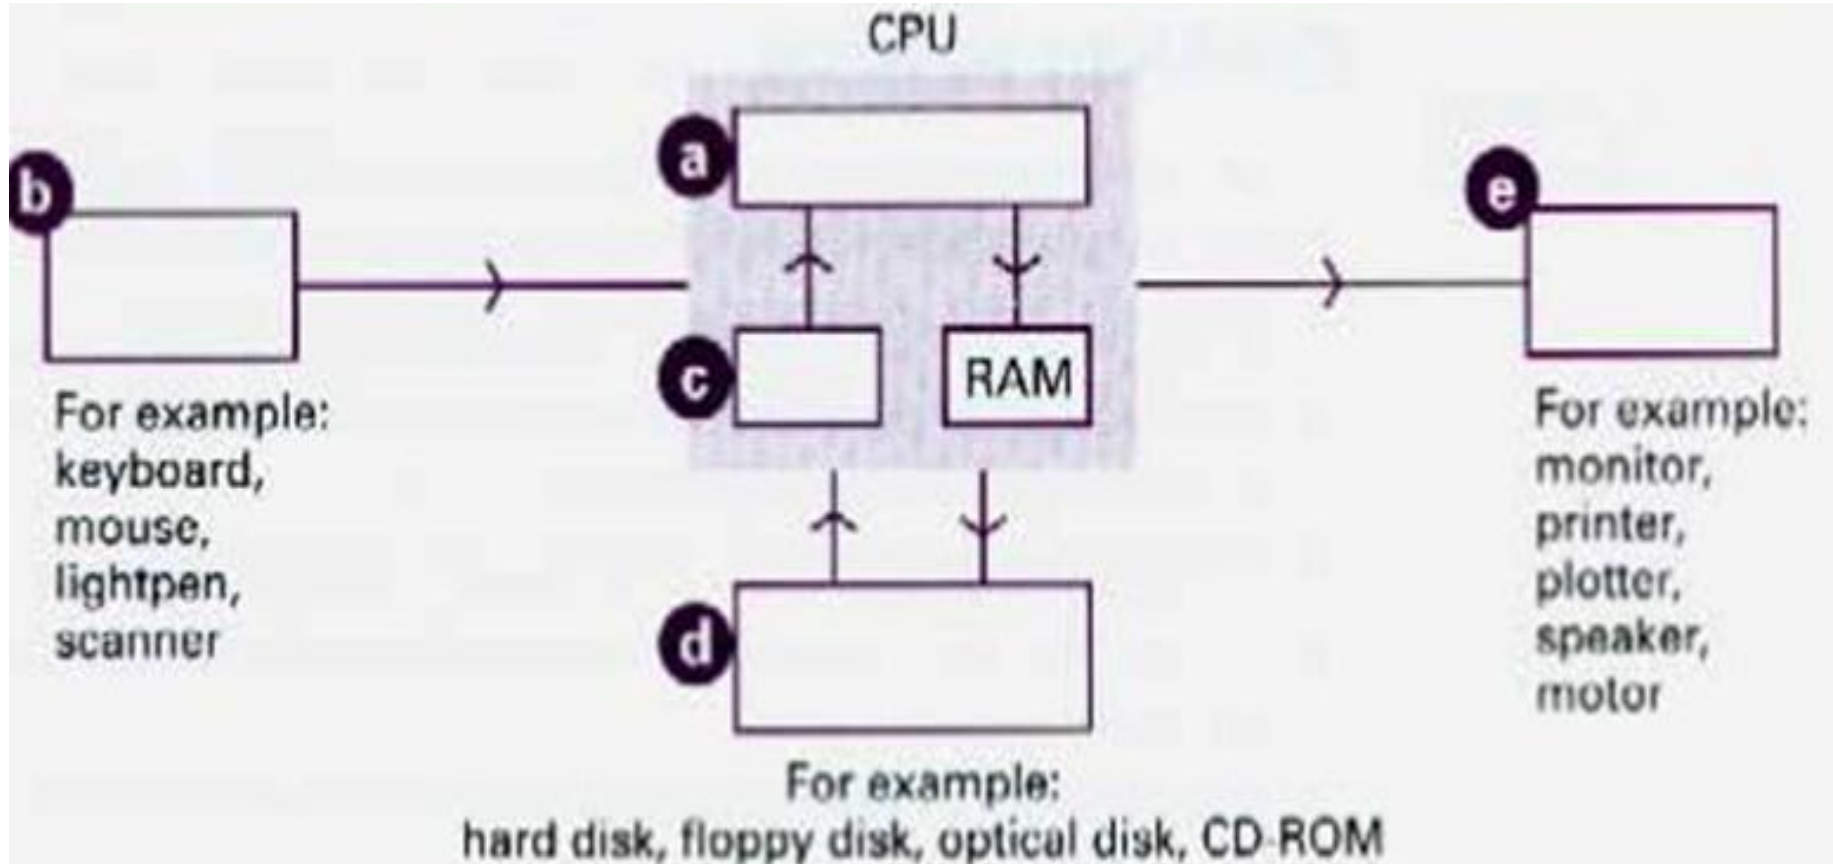 CPU
a
b
e
c
RAM
For example:
keyboard,
mouse,
lightpen,
scanner
For example:
monitor,
printer,
plotter,
speaker,
motor
d
For example:
hard disk, floppy disk, optical disk, CD-ROM